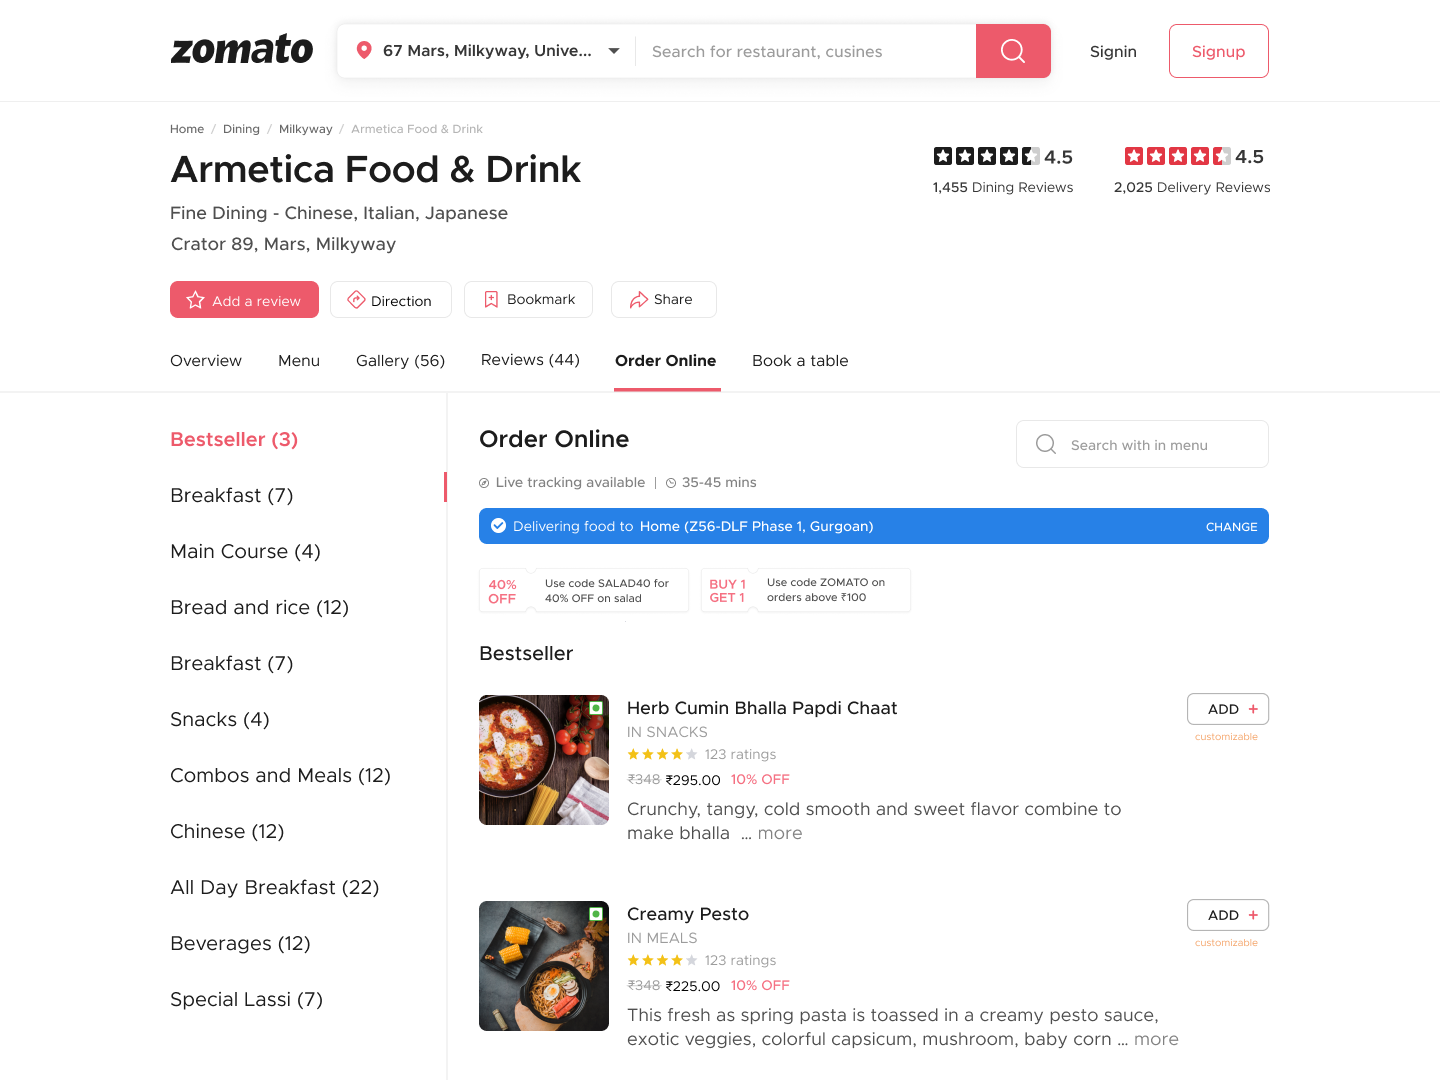 zomato
67 Mars, Milkyway, Unive...
Search for restaurant, cusines
Signin
Signup
Home / Dining / Milkyway / Armetica Food & Drink
Armetica Food & Drink
Fine Dining - Chinese, Italian, Japanese
Crator 89, Mars, Milkyway
4.5
1,455 Dining Reviews
4.5
2,025 Delivery Reviews
Add a review
Direction
Bookmark
Share
Overview
Menu
Gallery (56)
Reviews (44)
Order Online
Book a table
Bestseller (3)
Breakfast (7)
Main Course (4)
Bread and rice (12)
Breakfast (7)
Snacks (4)
Combos and Meals (12)
Chinese (12)
All Day Breakfast (22)
Beverages (12)
Special Lassi (7)
Order Online
Search with in menu
Live tracking available | 35-45 mins
Delivering food to Home (Z56-DLF Phase 1, Gurgoan)
CHANGE
40%
OFF
Use code SALAD40 for
40% OFF on salad
BUY 1
GET 1
Use code ZOMATO on
orders above ₹100
Bestseller
Herb Cumin Bhalla Papdi Chaat
IN SNACKS
123 ratings
₹348 ₹295.00 10% OFF
Crunchy, tangy, cold smooth and sweet flavor combine to
make bhalla ... more
ADD +
customizable
Creamy Pesto
IN MEALS
123 ratings
₹348 ₹225.00 10% OFF
This fresh as spring pasta is toassed in a creamy pesto sauce,
exotic veggies, colorful capsicum, mushroom, baby corn ... more
ADD +
customizable